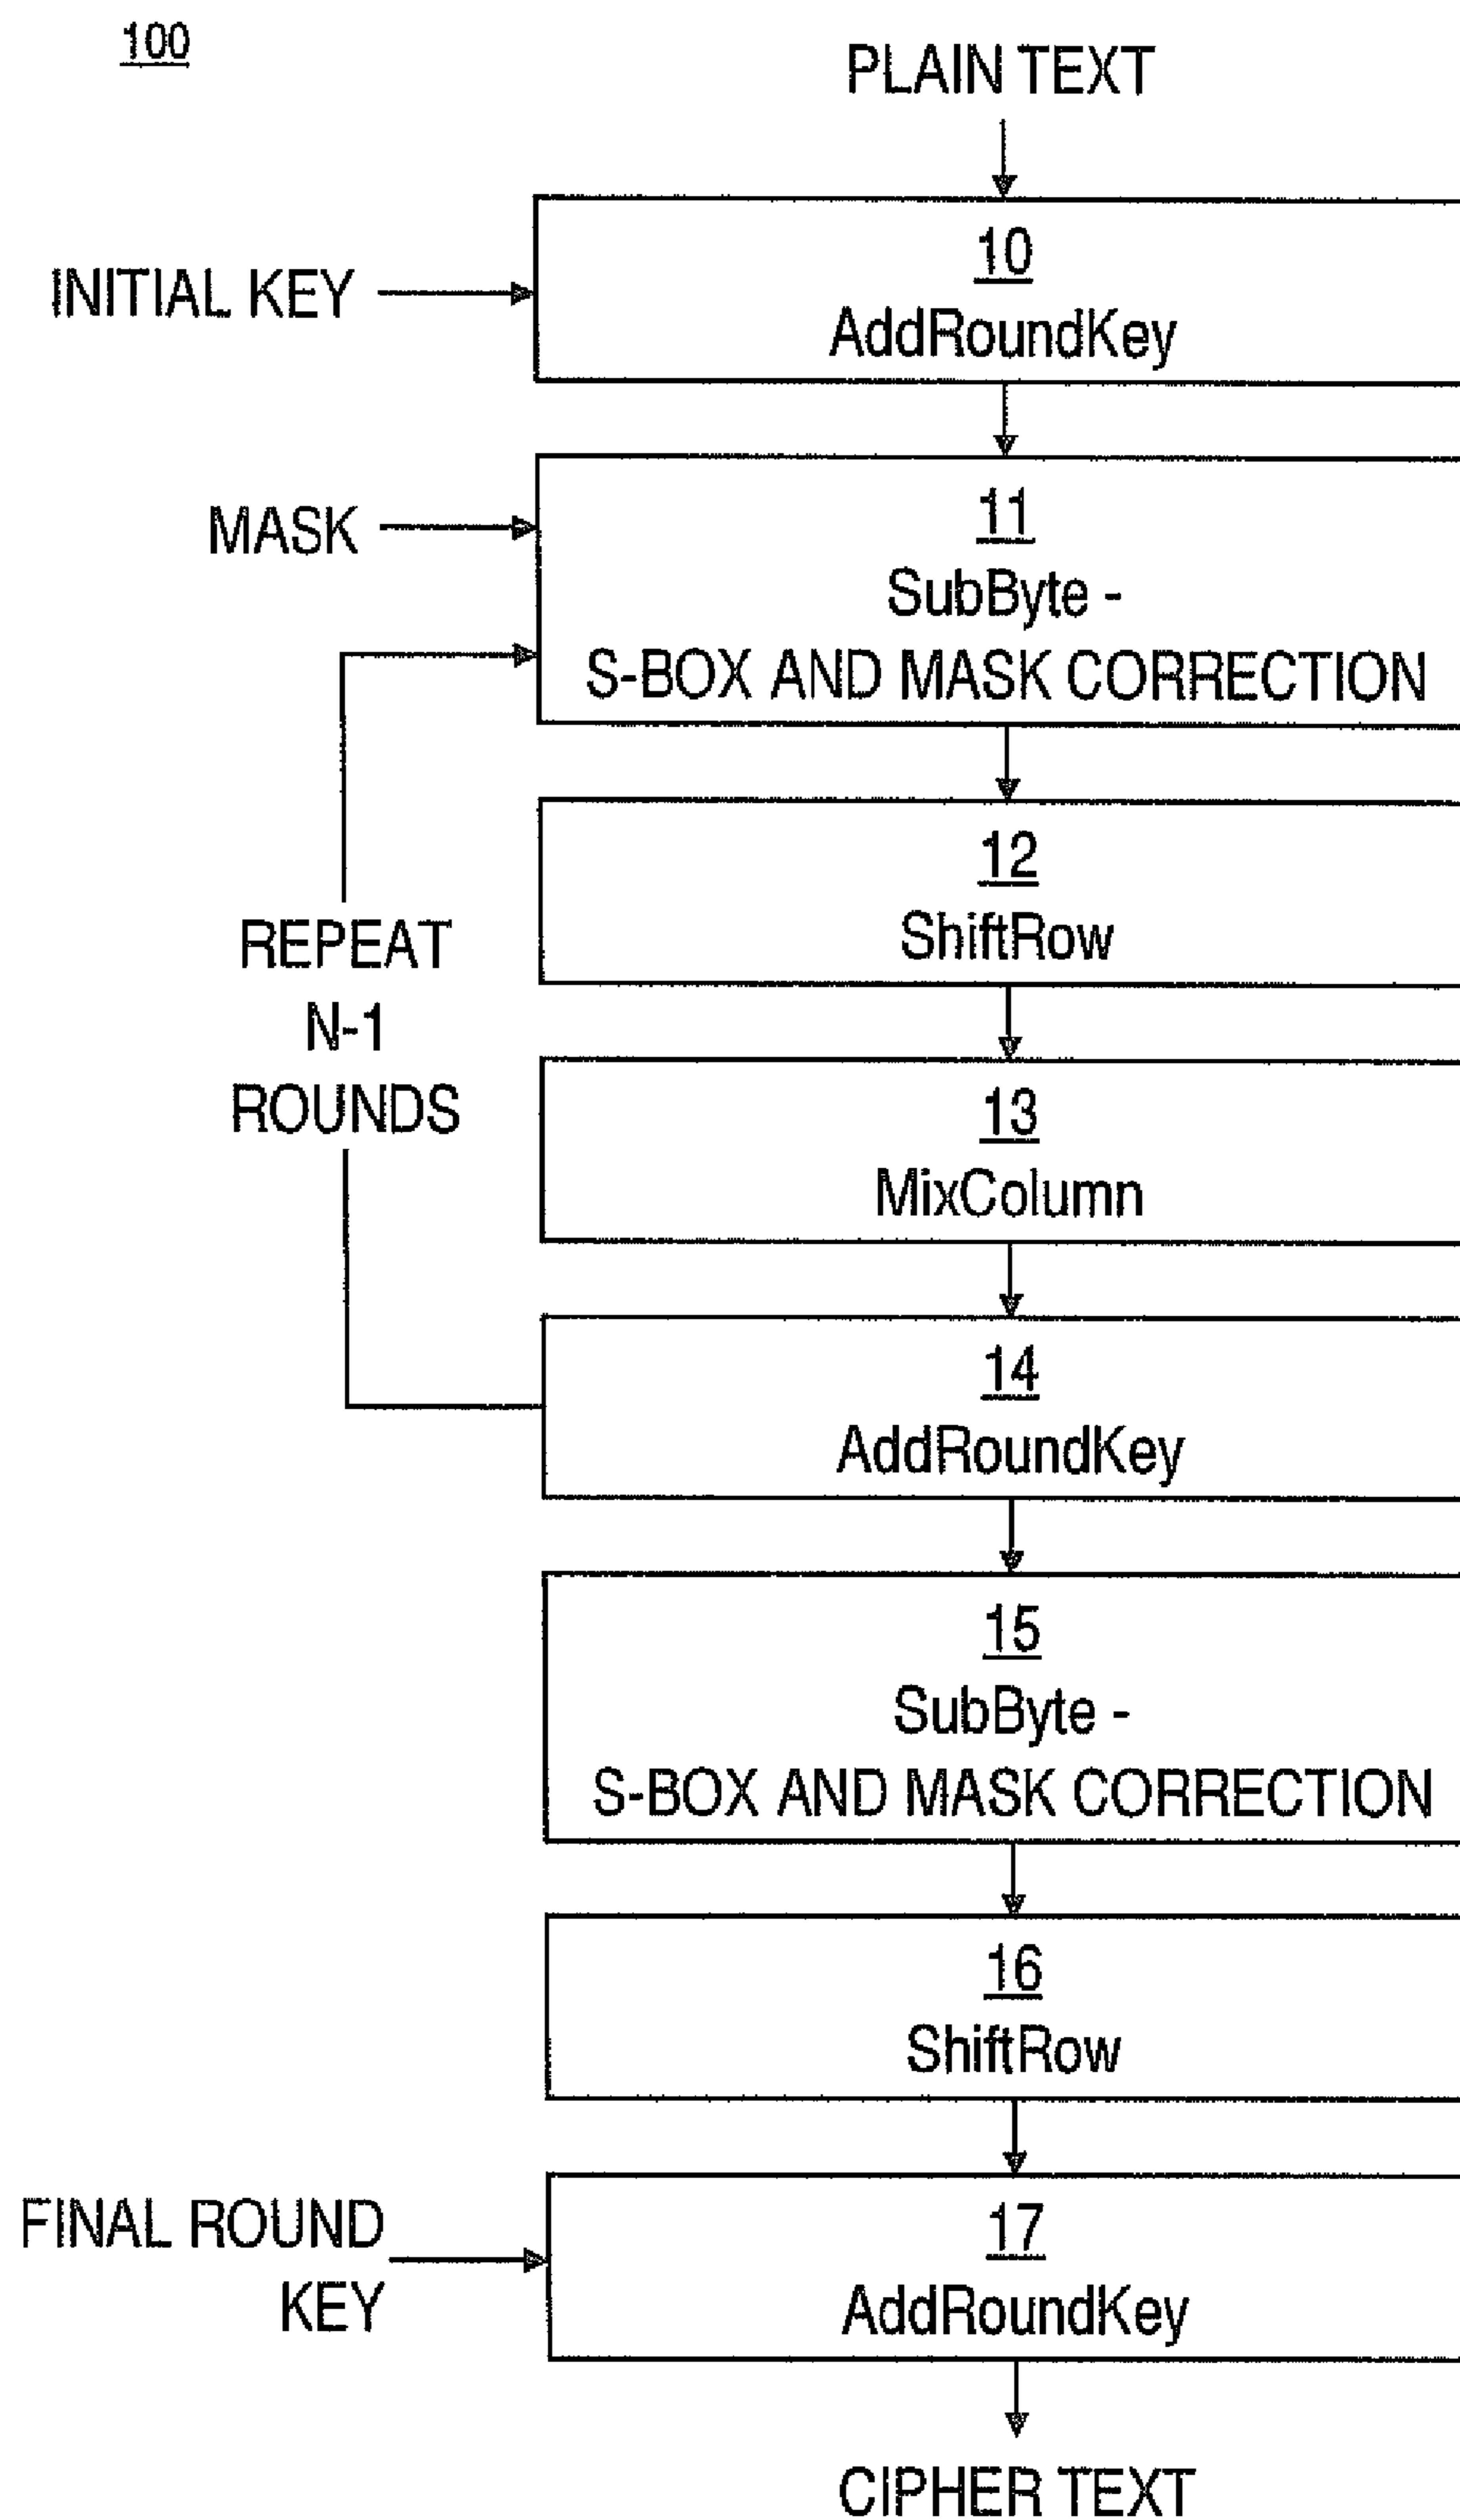 100
PLAIN TEXT
10
INITIAL KEY
AddRoundKey
MASK
11
SubByte -
S-BOX AND MASK CORRECTION
12
ShiftRow
REPEAT
N-1
ROUNDS
13
MixColumn
14
AddRoundKey
15
SubByte -
S-BOX AND MASK CORRECTION
16
ShiftRow
FINAL ROUND
KEY
17
AddRoundKey
CIPHER TEXT